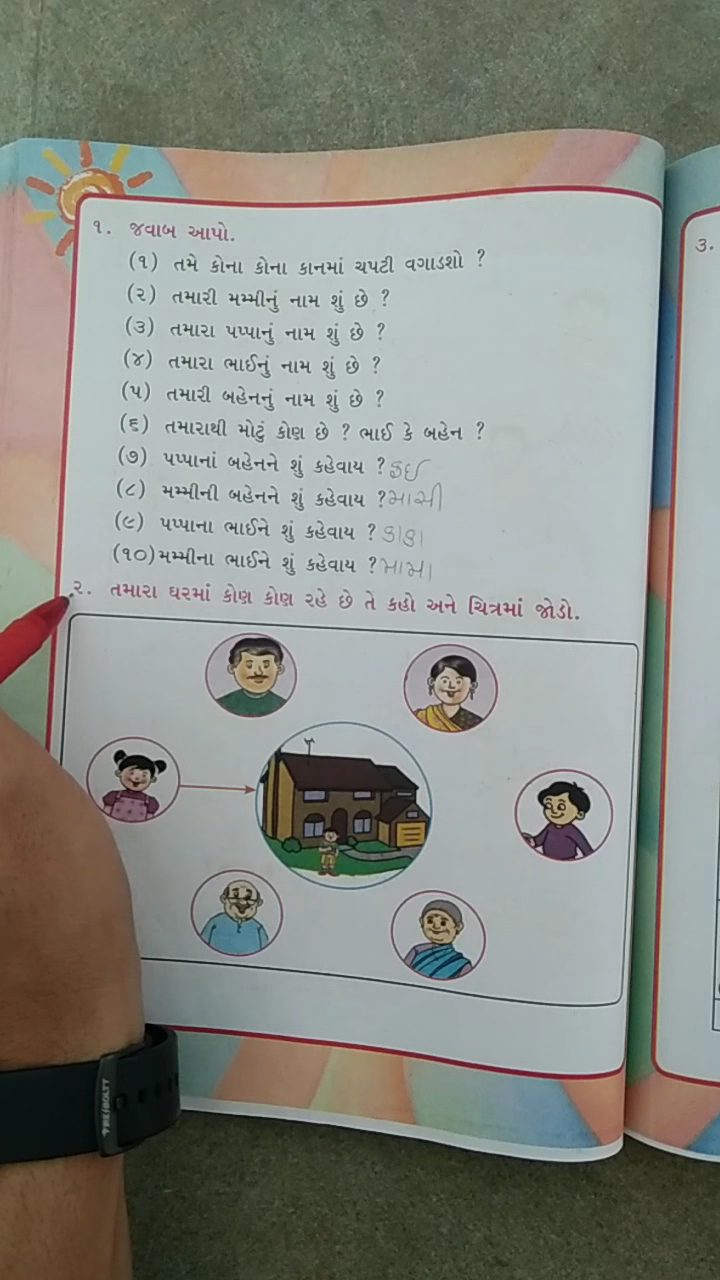 ૧. જવાબ આપો.
(૧) તમે કોના કોના કાનમાં ચપટી વગાડશો ?
(૨) તમારી મમ્મીનું નામ શું છે ?
(૩) તમારા પપ્પાનું નામ શું છે ?
(૪) તમારા ભાઈનું નામ શું છે ?
(૫) તમારી બહેનનું નામ શું છે ?
(૬) તમારાથી મોટું કોણ છે ? ભાઈ કે બહેન ?
(૭) પપ્પાનાં બહેનને શું કહેવાય ? ફઈ
(૮) મમ્મીની બહેનને શું કહેવાય ? માસી
(૯) પપ્પાના ભાઈને શું કહેવાય ? કાકા
(૧૦) મમ્મીના ભાઈને શું કહેવાય ? મામા
૨. તમારા ઘરમાં કોણ કોણ રહે છે તે કહો અને ચિત્રમાં જોડો.
૩.
FIRE/BOLTT